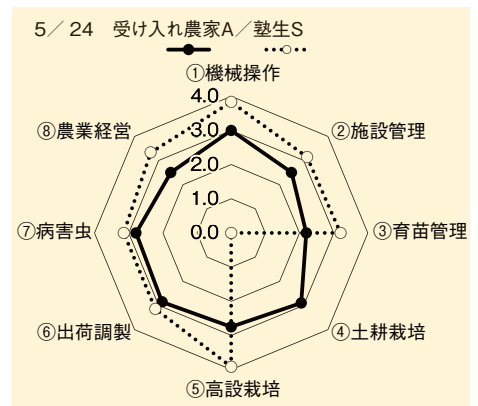 5／24　受け入れ農家A／塾生S
①機械操作
4.0
⑧農業経営
②施設管理
3.0
2.0
1.0
⑦病害虫
0.0
③育苗管理
⑥出荷調製
④土耕栽培
⑤高設栽培